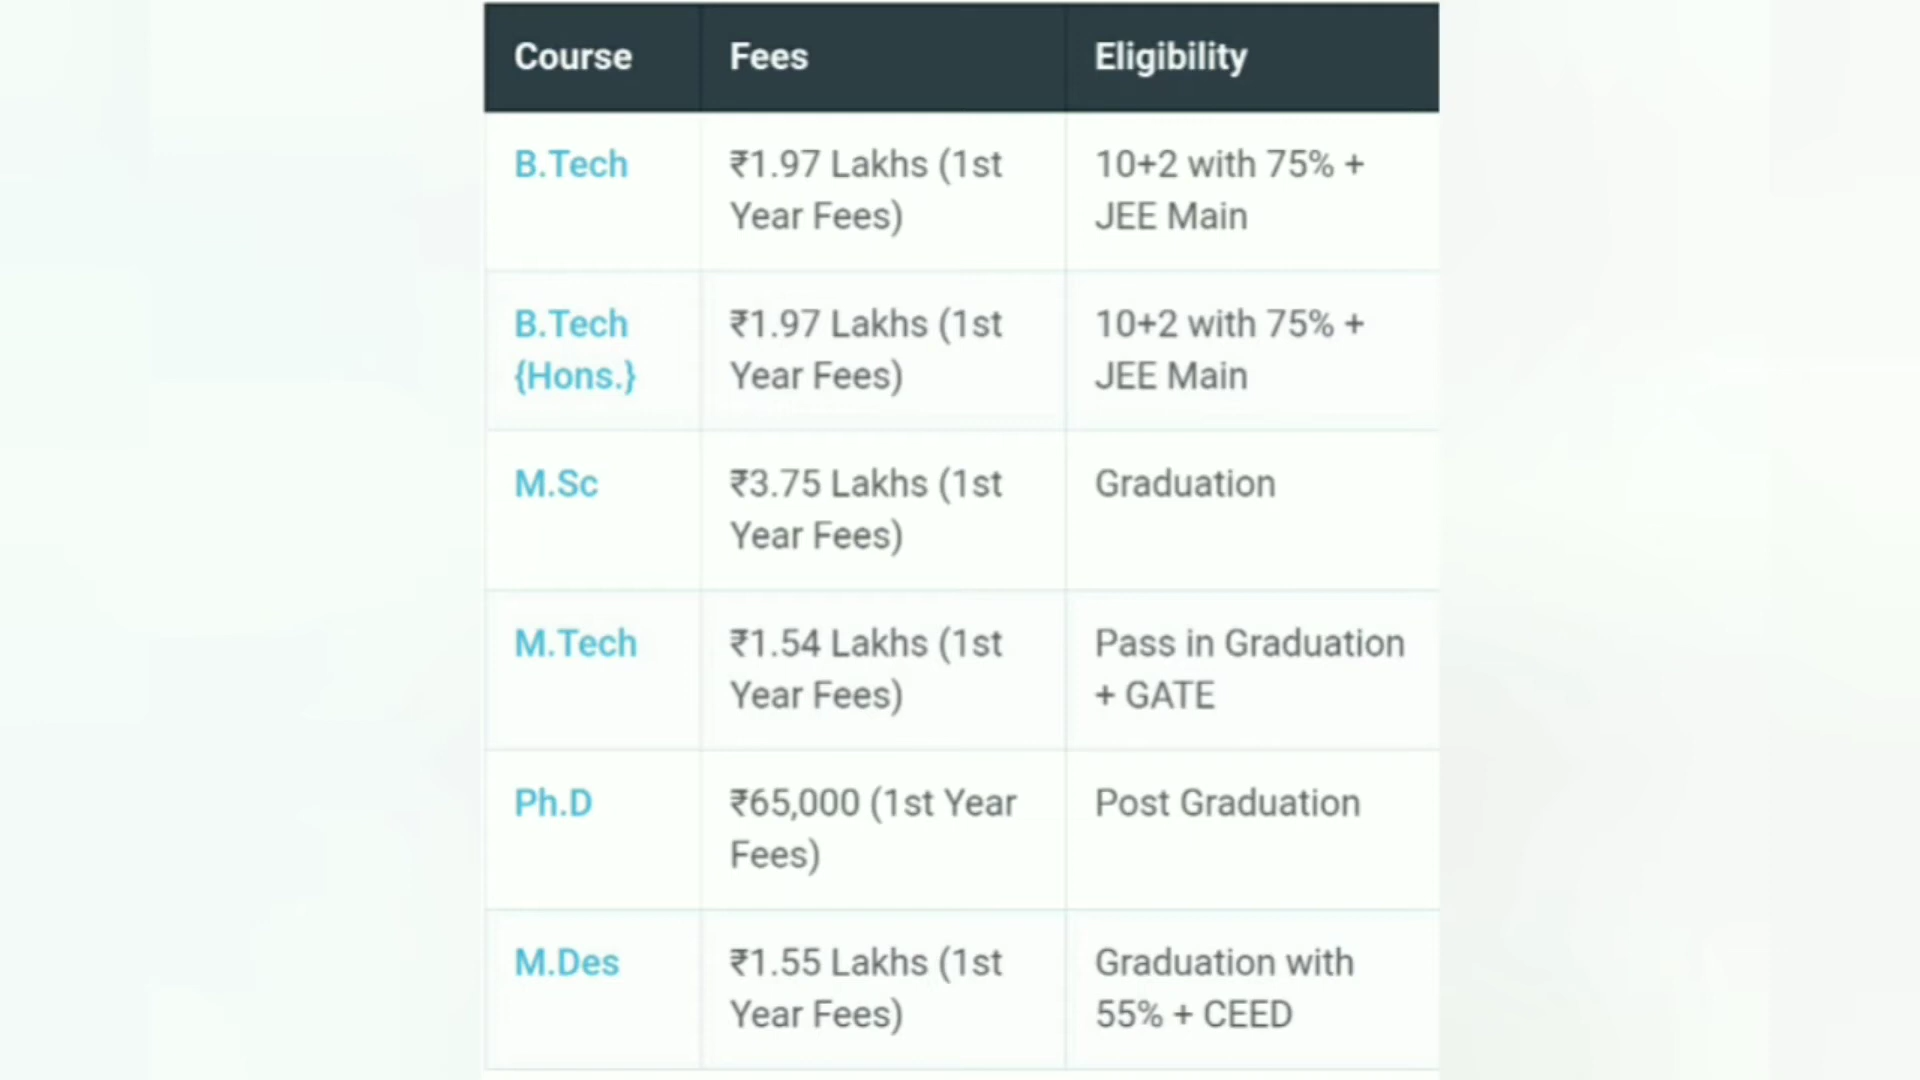 Course Fees Eligibility
B.Tech ₹1.97 Lakhs (1st 10+2 with 75% +
Year Fees) JEE Main
B.Tech ₹1.97 Lakhs (1st 10+2 with 75% +
{Hons.} Year Fees) JEE Main
M.Sc ₹3.75 Lakhs (1st Graduation
Year Fees)
M.Tech ₹1.54 Lakhs (1st Pass in Graduation
Year Fees) + GATE
Ph.D ₹65,000 (1st Year Post Graduation
Fees)
M.Des ₹1.55 Lakhs (1st Graduation with
Year Fees) 55% + CEED